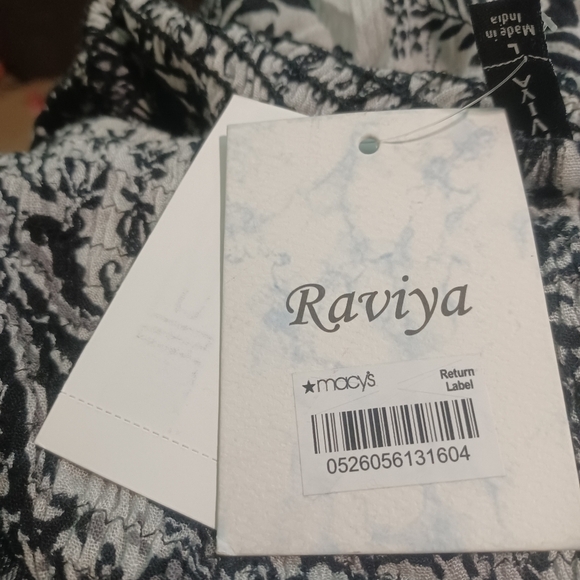 Made in
India
L
Raviya
★macy's
Return
Label
0526056131604